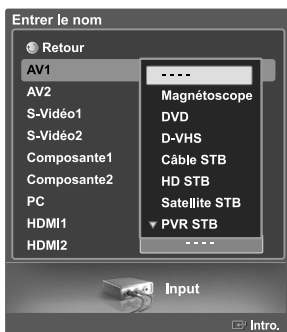 Entrer le nom
Retour
AV1
AV2
S-Vidéo1
S-Vidéo2
Composante1
Composante2
PC
HDMI1
HDMI2
- - - -
Magnétoscope
DVD
D-VHS
Câble STB
HD STB
Satellite STB
▼ PVR STB
- - - -
Input
Intro.